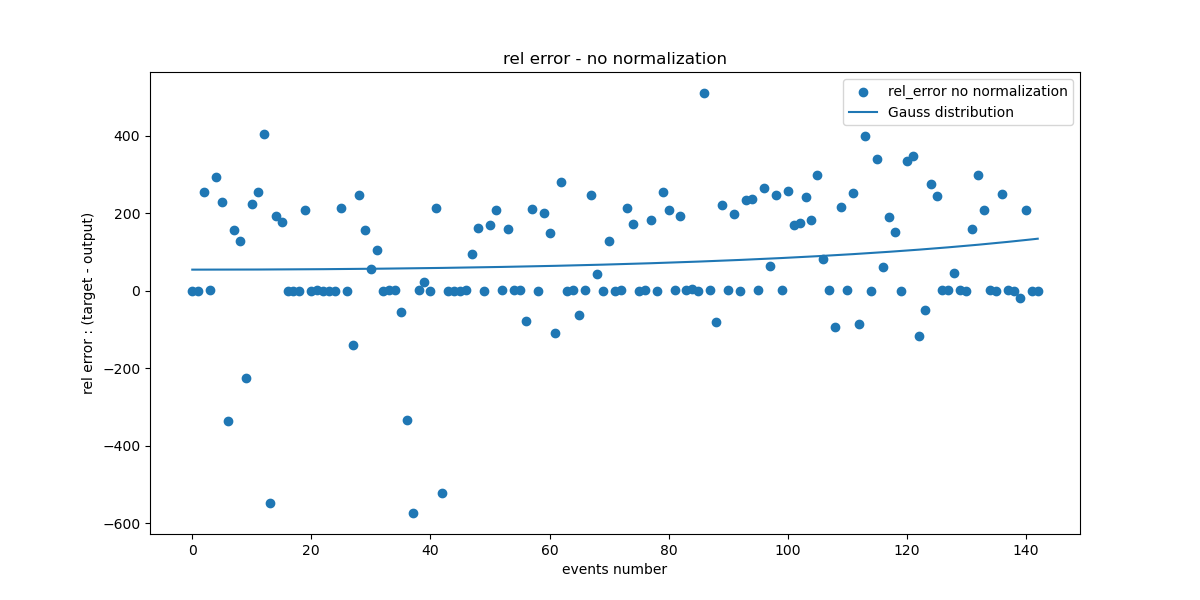 rel error - no normalization
rel_error no normalization
Gauss distribution
rel error : (target - output)
400
200
0
−200
−400
−600
0 20 40 60 80 100 120 140
events number